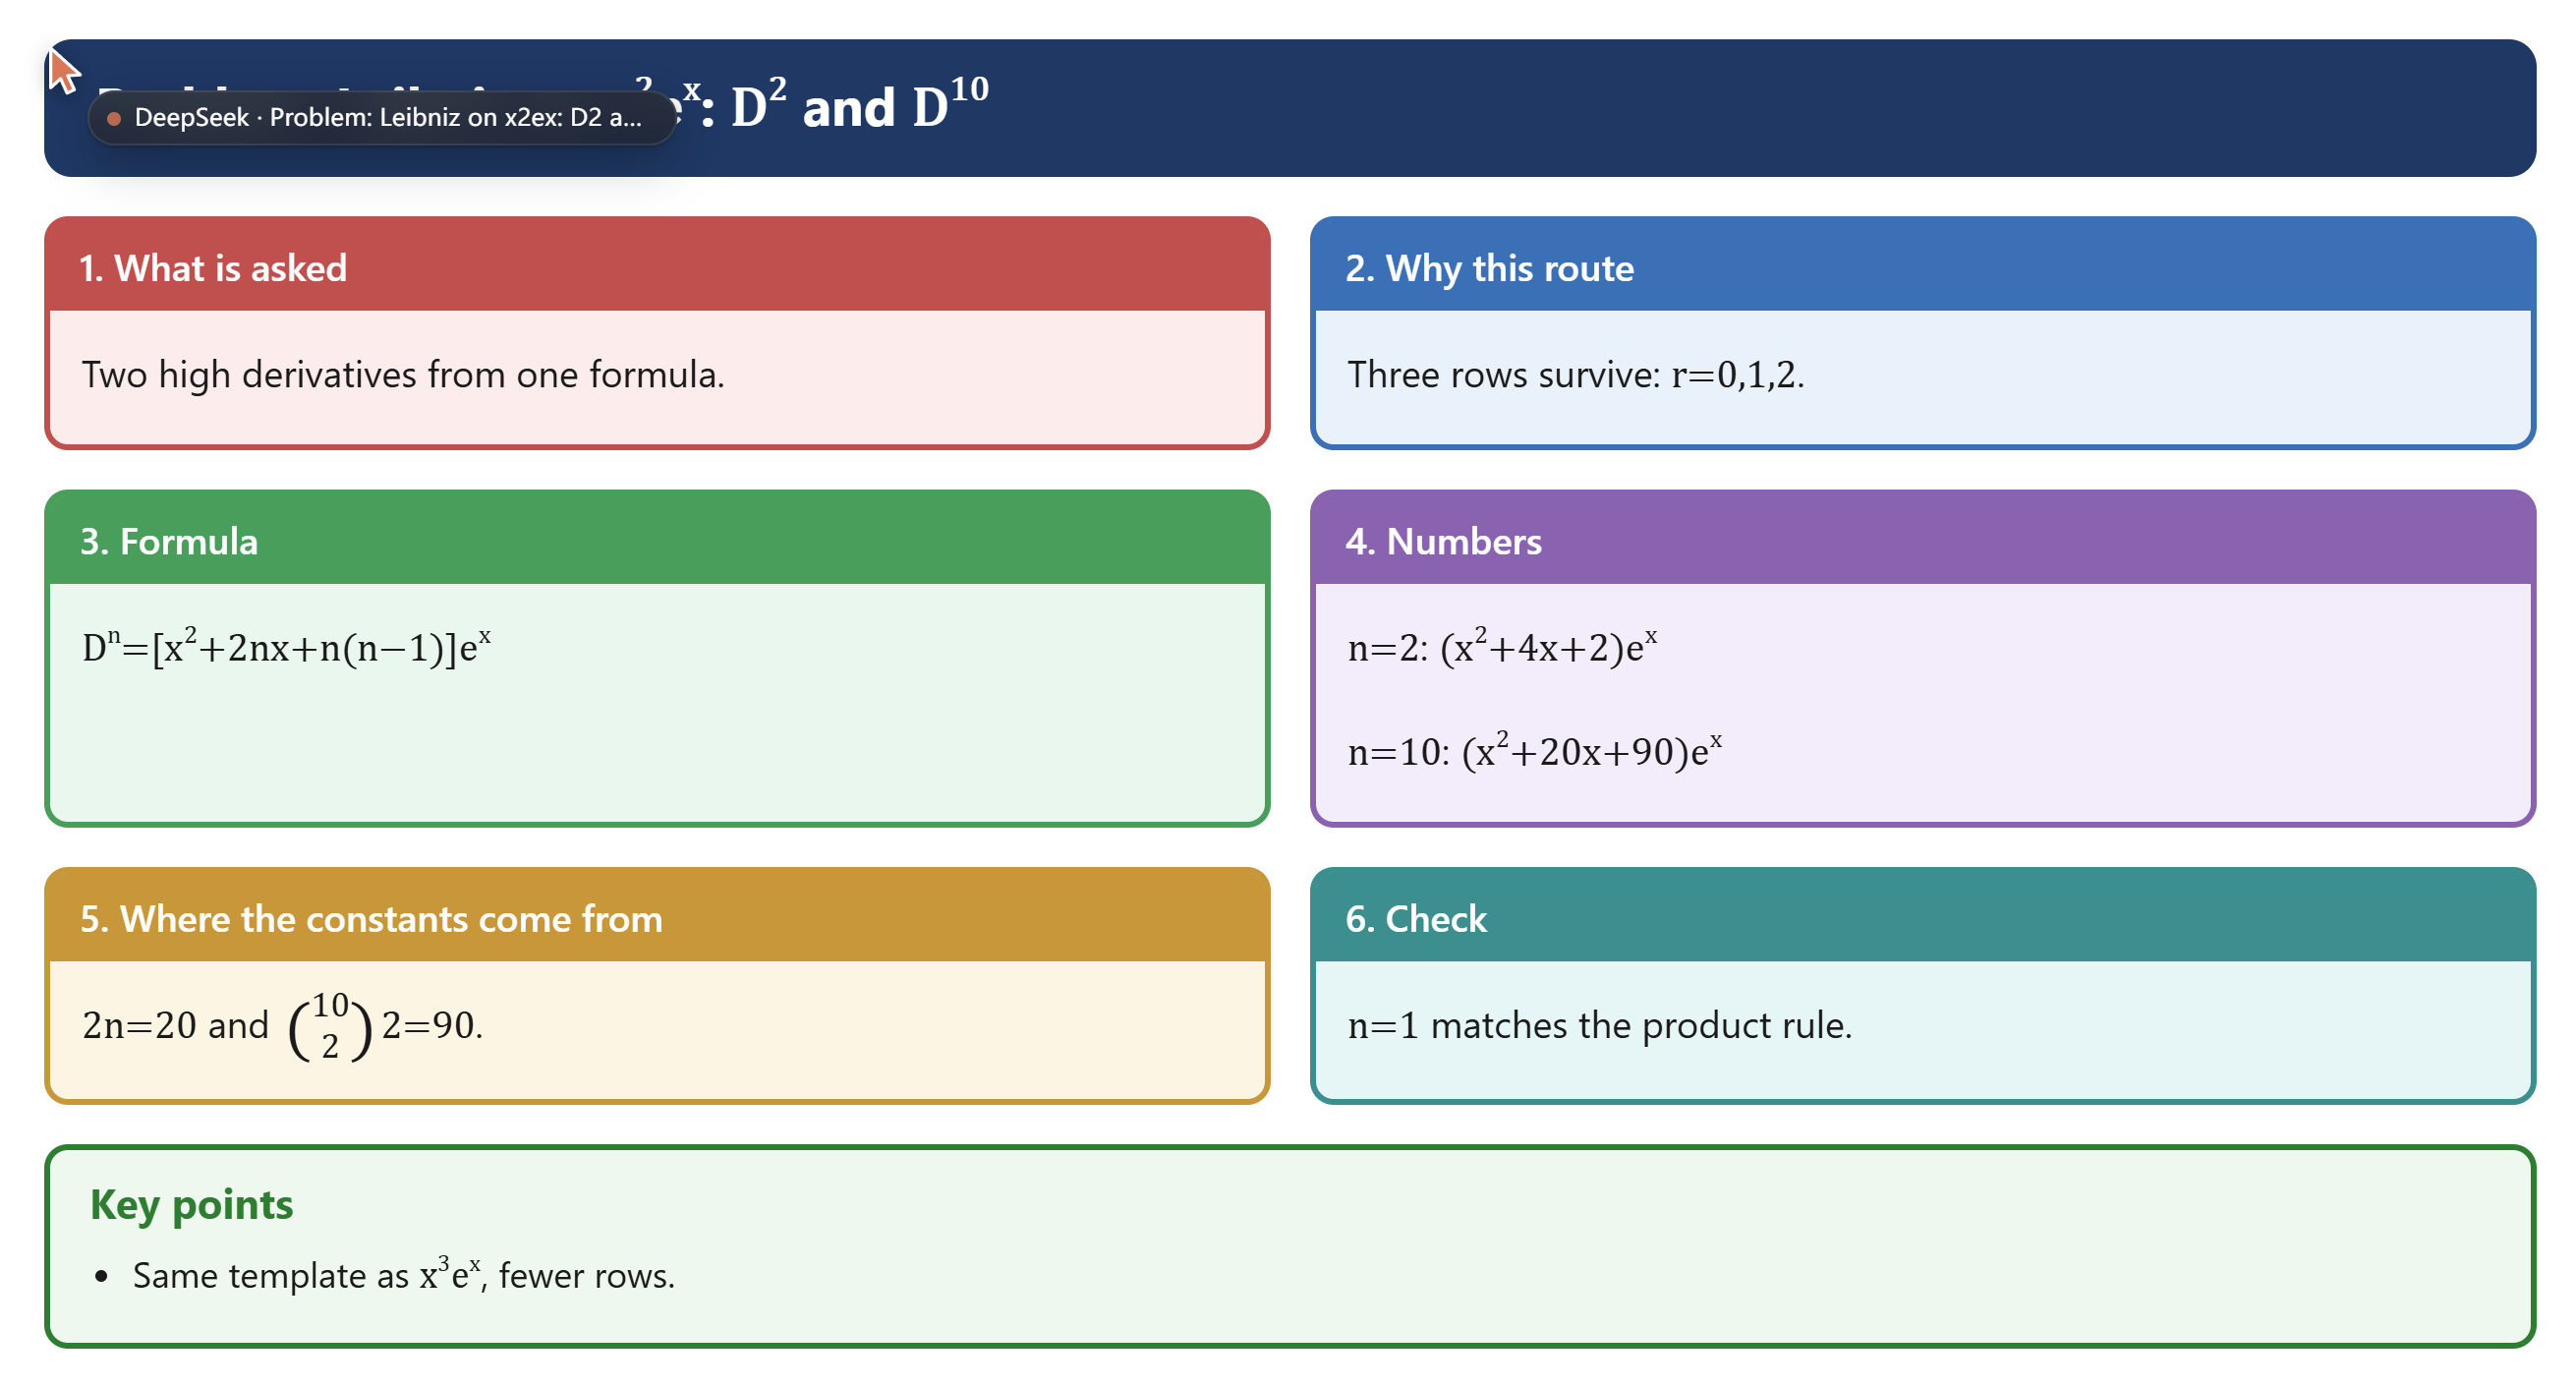 x²eˣ: D² and D¹⁰
DeepSeek · Problem: Leibniz on x2ex: D2 a...
1. What is asked
Two high derivatives from one formula.
2. Why this route
Three rows survive: r=0,1,2.
3. Formula
Dⁿ=[x²+2nx+n(n−1)]eˣ
4. Numbers
n=2: (x²+4x+2)eˣ
n=10: (x²+20x+90)eˣ
5. Where the constants come from
2n=20 and (10 2) 2=90.
6. Check
n=1 matches the product rule.
Key points
• Same template as x³eˣ, fewer rows.